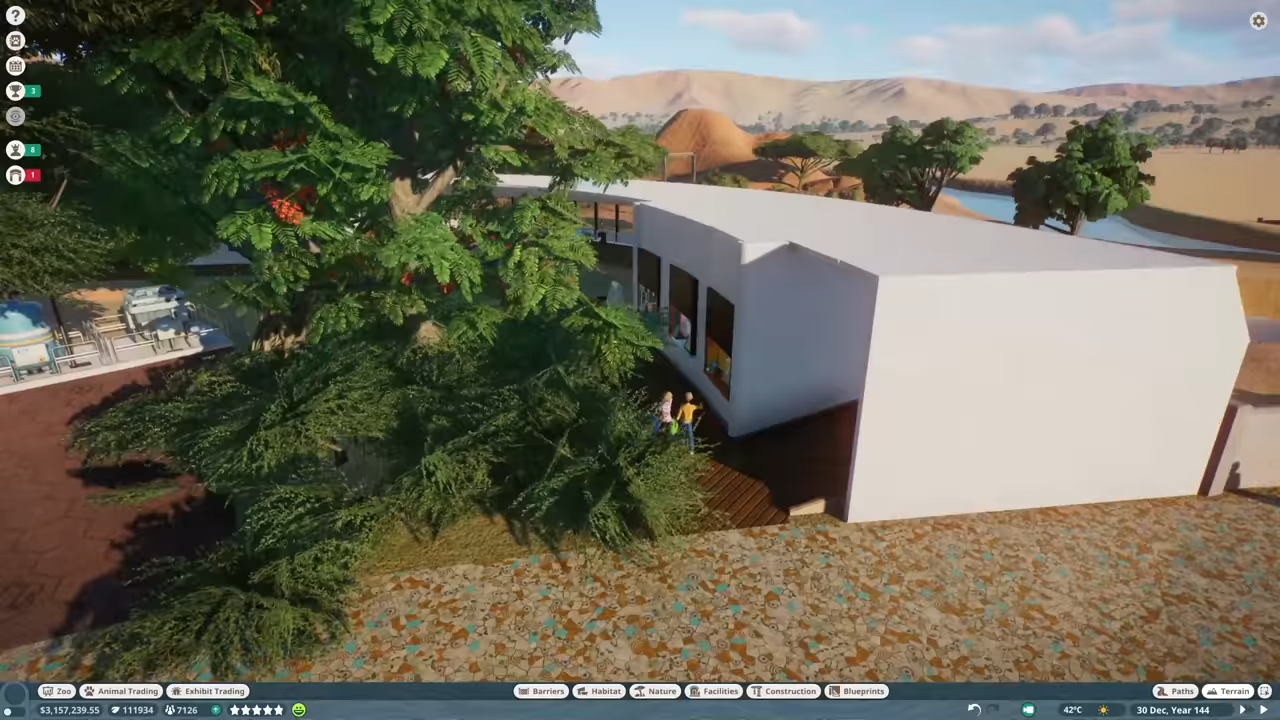 ?
3
8
1
Zoo
Animal Trading
Exhibit Trading
Barriers
Habitat
Nature
Facilities
Construction
Blueprints
Paths
Terrain
$3,157,239.55
111934
7126
42°C
30 Dec, Year 144